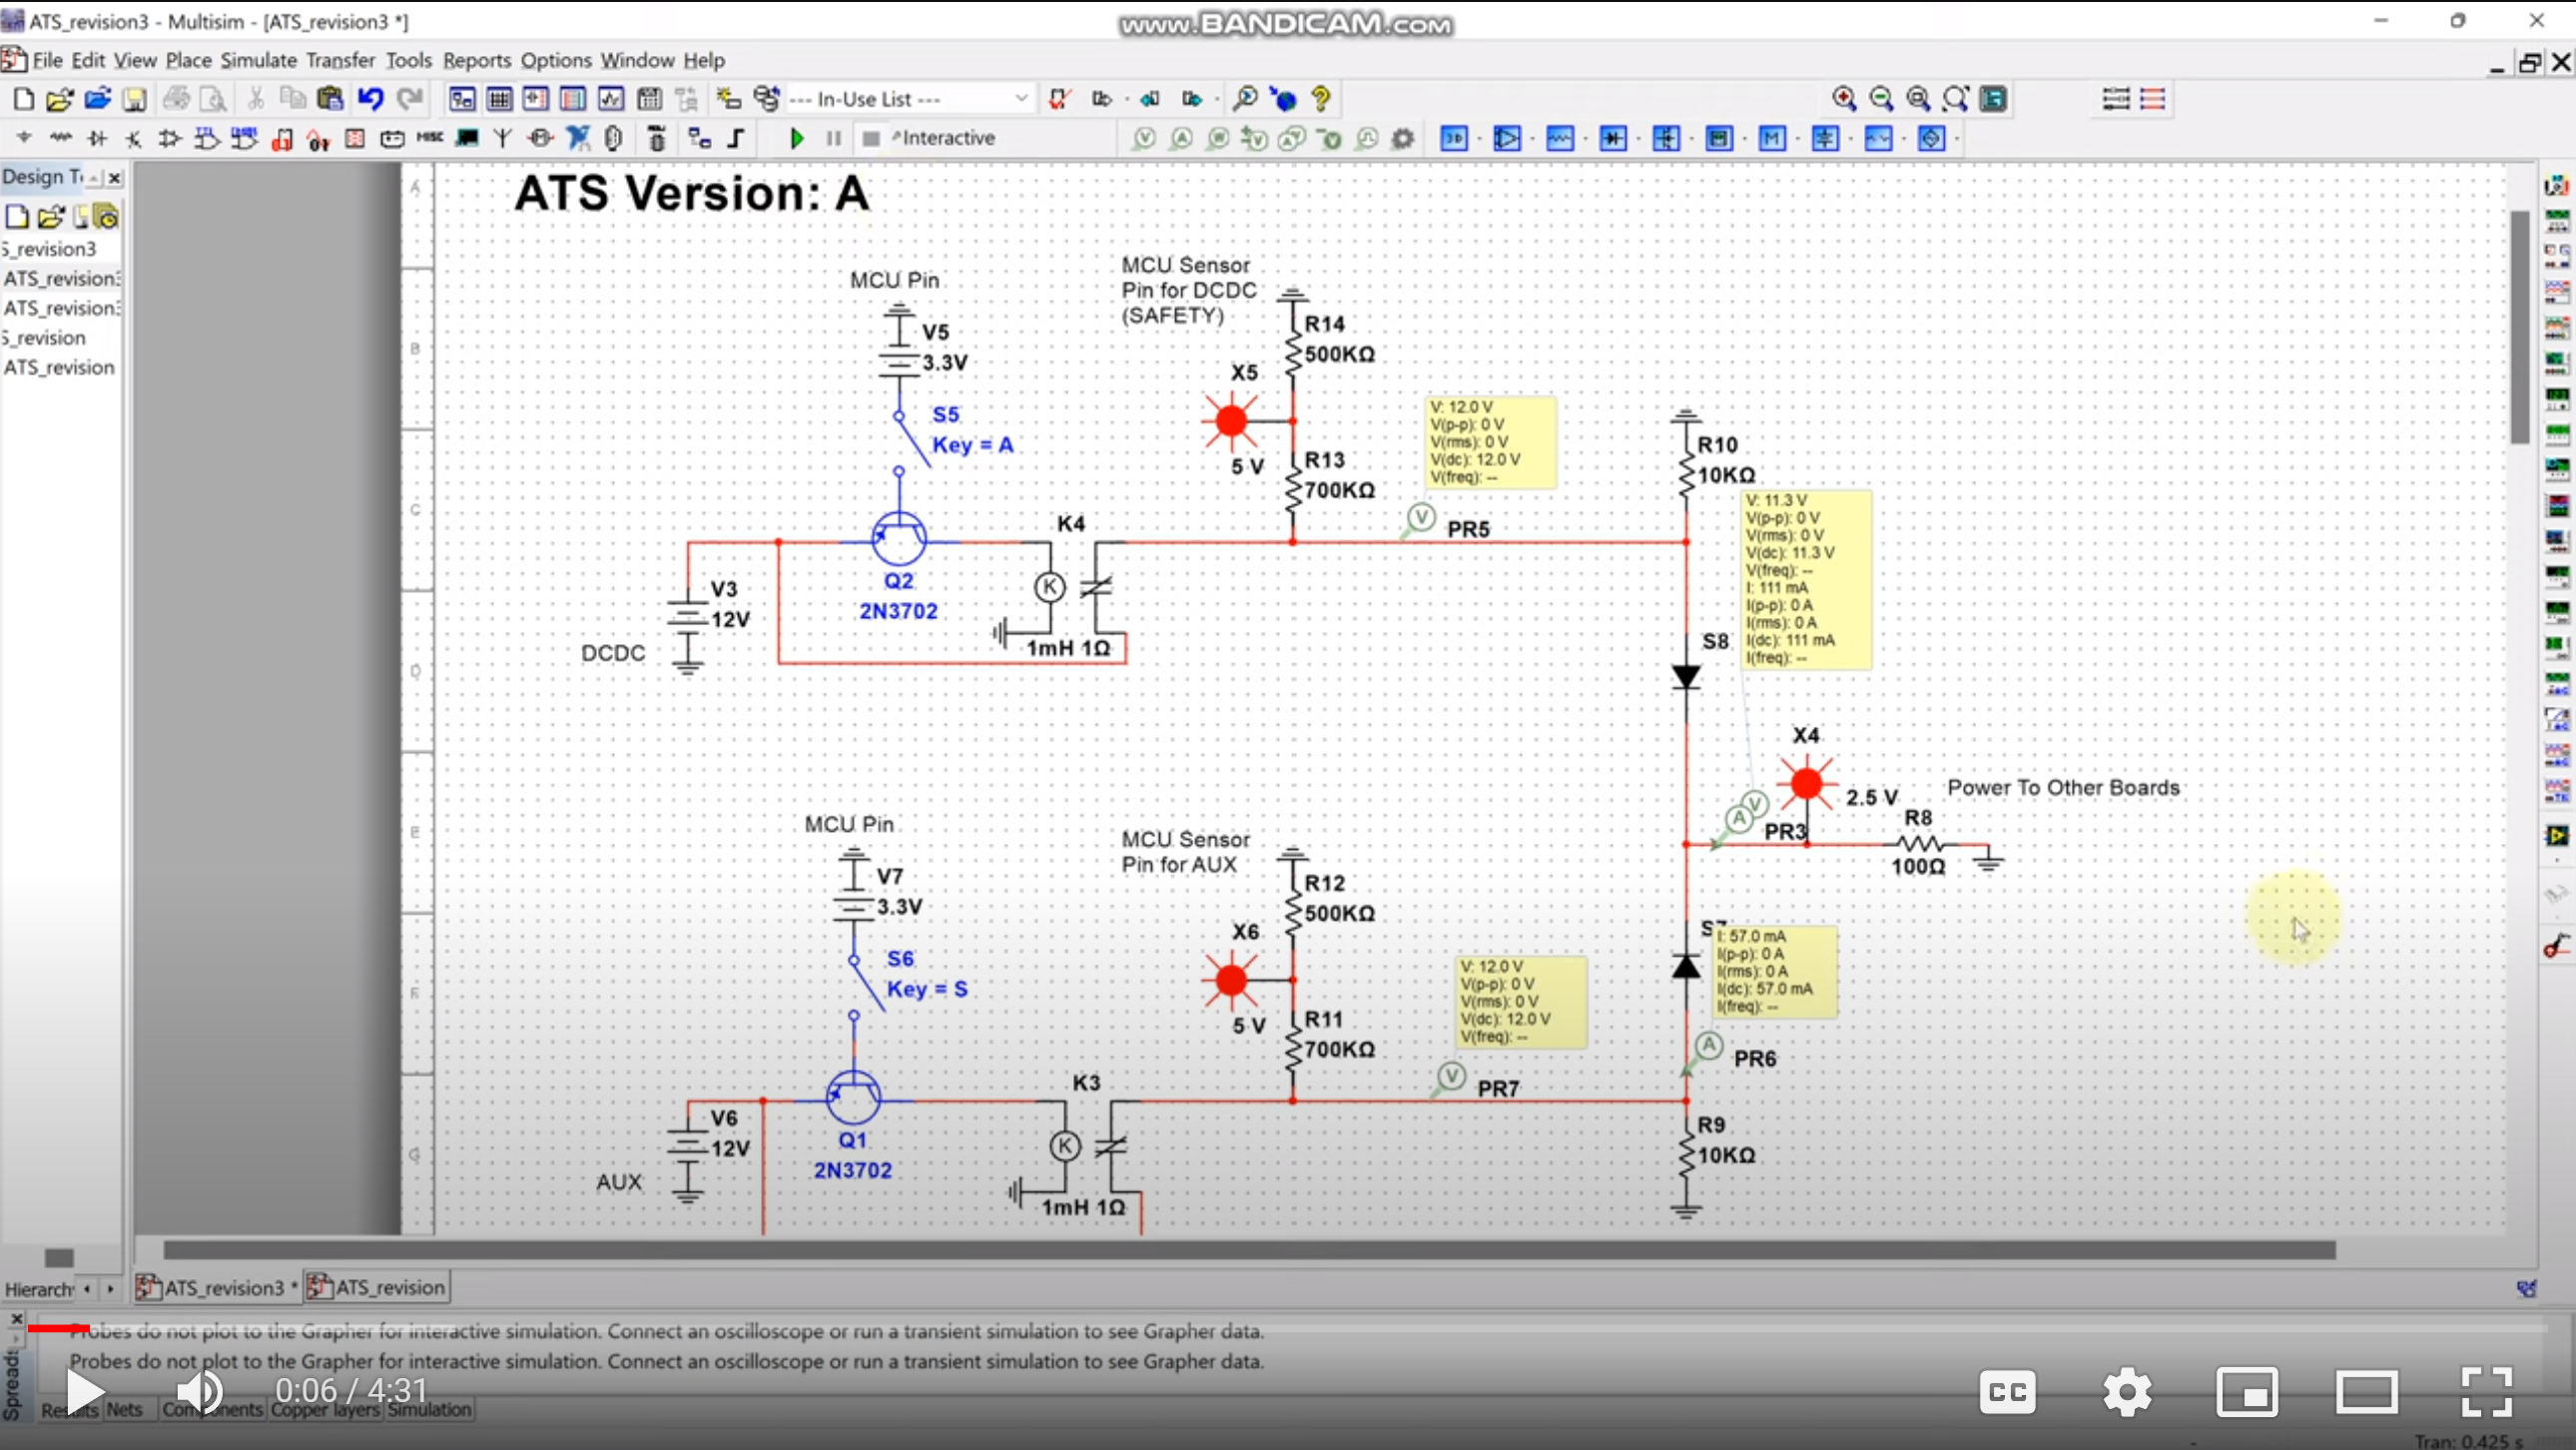 ATS_revision3 - Multisim - [ATS_revision3 *]
www.BANDICAM.com
File Edit View Place Simulate Transfer Tools Reports Options Window Help
--- In-Use List ---
Interactive
Design T
S_revision3
ATS_revision3
ATS_revision3
S_revision
ATS_revision
A
B
C
D
E
F
G
ATS Version: A
MCU Pin
V5
3.3V
S5
Key = A
MCU Sensor
Pin for DCDC
(SAFETY)
R14
500KΩ
X5
5 V
R13
700KΩ
V: 12.0 V
V(p-p): 0 V
V(rms): 0 V
V(dc): 12.0 V
V(freq): --
V
PR5
R10
10KΩ
V: 11.3 V
V(p-p): 0 V
V(rms): 0 V
V(dc): 11.3 V
V(freq): --
I: 111 mA
I(p-p): 0 A
I(rms): 0 A
I(dc): 111 mA
I(freq): --
K4
K
1mH 1Ω
Q2
2N3702
V3
12V
DCDC
S8
X4
2.5 V
Power To Other Boards
V
A
PR3
R8
100Ω
MCU Pin
V7
3.3V
S6
Key = S
MCU Sensor
Pin for AUX
R12
500KΩ
X6
5 V
R11
700KΩ
V: 12.0 V
V(p-p): 0 V
V(rms): 0 V
V(dc): 12.0 V
V(freq): --
V
PR7
I: 57.0 mA
I(p-p): 0 A
I(rms): 0 A
I(dc): 57.0 mA
I(freq): --
A
PR6
R9
10KΩ
K3
K
1mH 1Ω
Q1
2N3702
V6
12V
AUX
Hierarch
ATS_revision3 *
ATS_revision
Probes do not plot to the Grapher for interactive simulation. Connect an oscilloscope or run a transient simulation to see Grapher data.
Probes do not plot to the Grapher for interactive simulation. Connect an oscilloscope or run a transient simulation to see Grapher data.
Spreads
0:06 / 4:31
CC
Results Nets Components Copper layers Simulation
Tran: 0.425 s